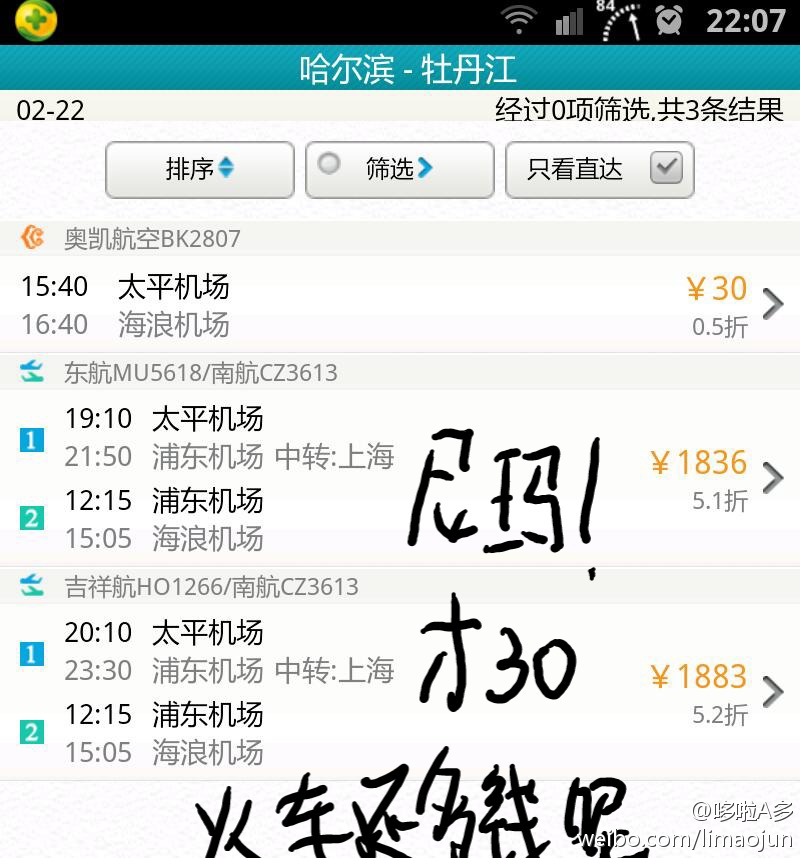 84 22:07
哈尔滨 - 牡丹江
02-22 经过0项筛选,共3条结果
排序 筛选 只看直达
奥凯航空BK2807
15:40 太平机场 ￥30
16:40 海浪机场 0.5折
东航MU5618/南航CZ3613
19:10 太平机场
1 21:50 浦东机场 中转:上海 ￥1836
12:15 浦东机场 5.1折
2 15:05 海浪机场
尼玛!
吉祥航HO1266/南航CZ3613
20:10 太平机场
1 23:30 浦东机场 中转:上海 ￥1883
12:15 浦东机场 5.2折
2 15:05 海浪机场
才30
火车还多钱呢
@哆啦A多
weibo.com/limaojun